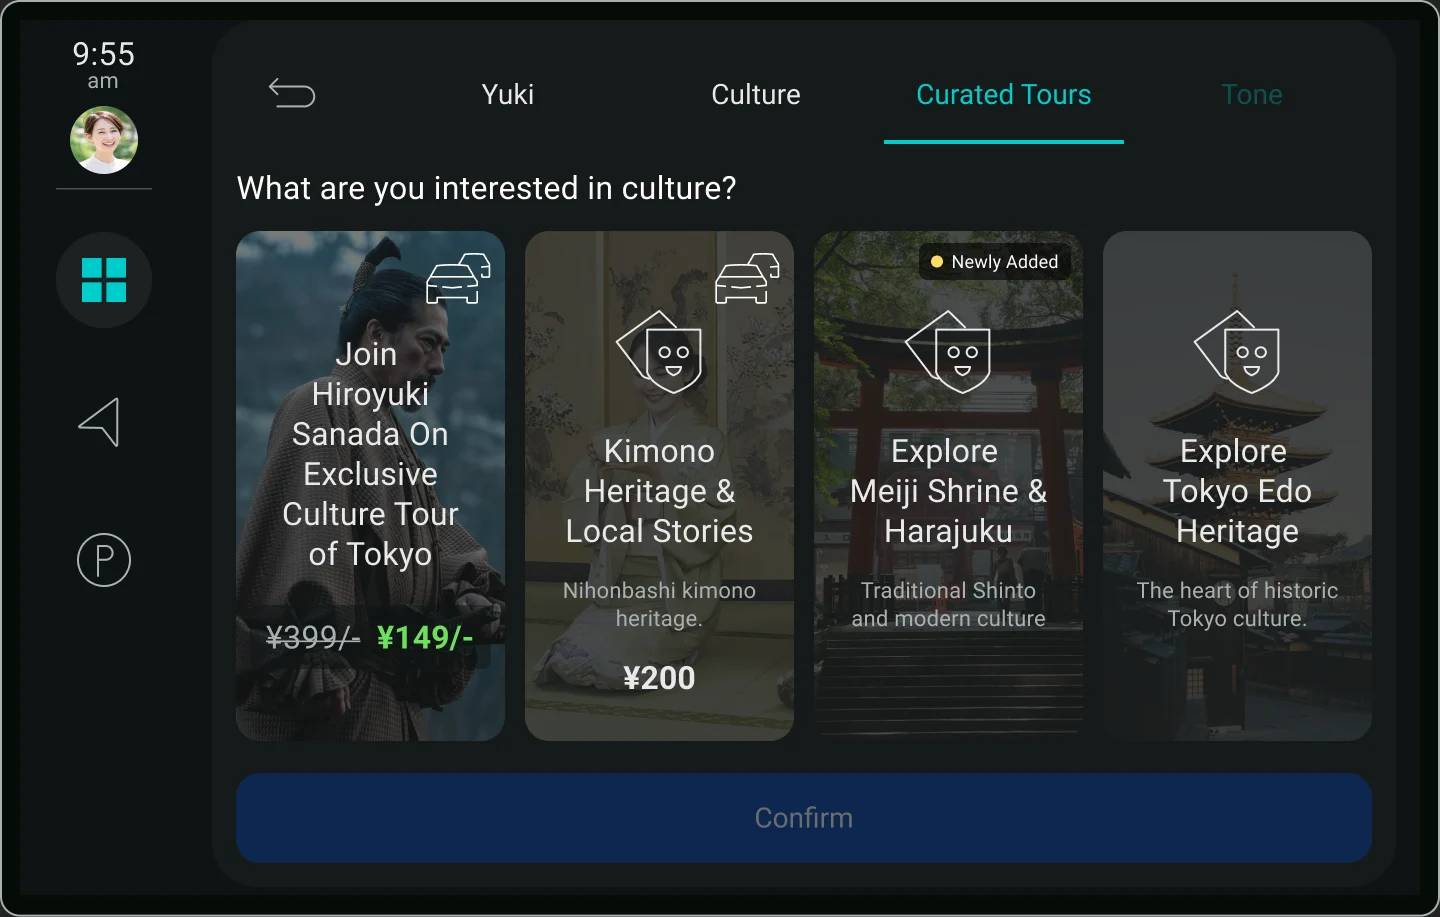 9:55
am
Yuki
Culture
Curated Tours
Tone
What are you interested in culture?
Join
Hiroyuki
Sanada On
Exclusive
Culture Tour
of Tokyo
¥399/- ¥149/-
Kimono
Heritage &
Local Stories
Nihonbashi kimono
heritage.
¥200
Newly Added
Explore
Meiji Shrine &
Harajuku
Traditional Shinto
and modern culture
Explore
Tokyo Edo
Heritage
The heart of historic
Tokyo culture.
P
Confirm